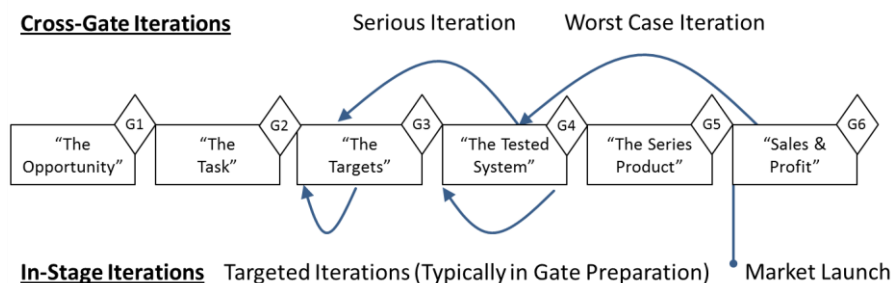 Cross-Gate Iterations Serious Iteration Worst Case Iteration
G1 G2 G3 G4 G5 G6
“The Opportunity”
“The Task”
“The Targets”
“The Tested System”
“The Series Product”
“Sales & Profit”
In-Stage Iterations Targeted Iterations (Typically in Gate Preparation) Market Launch